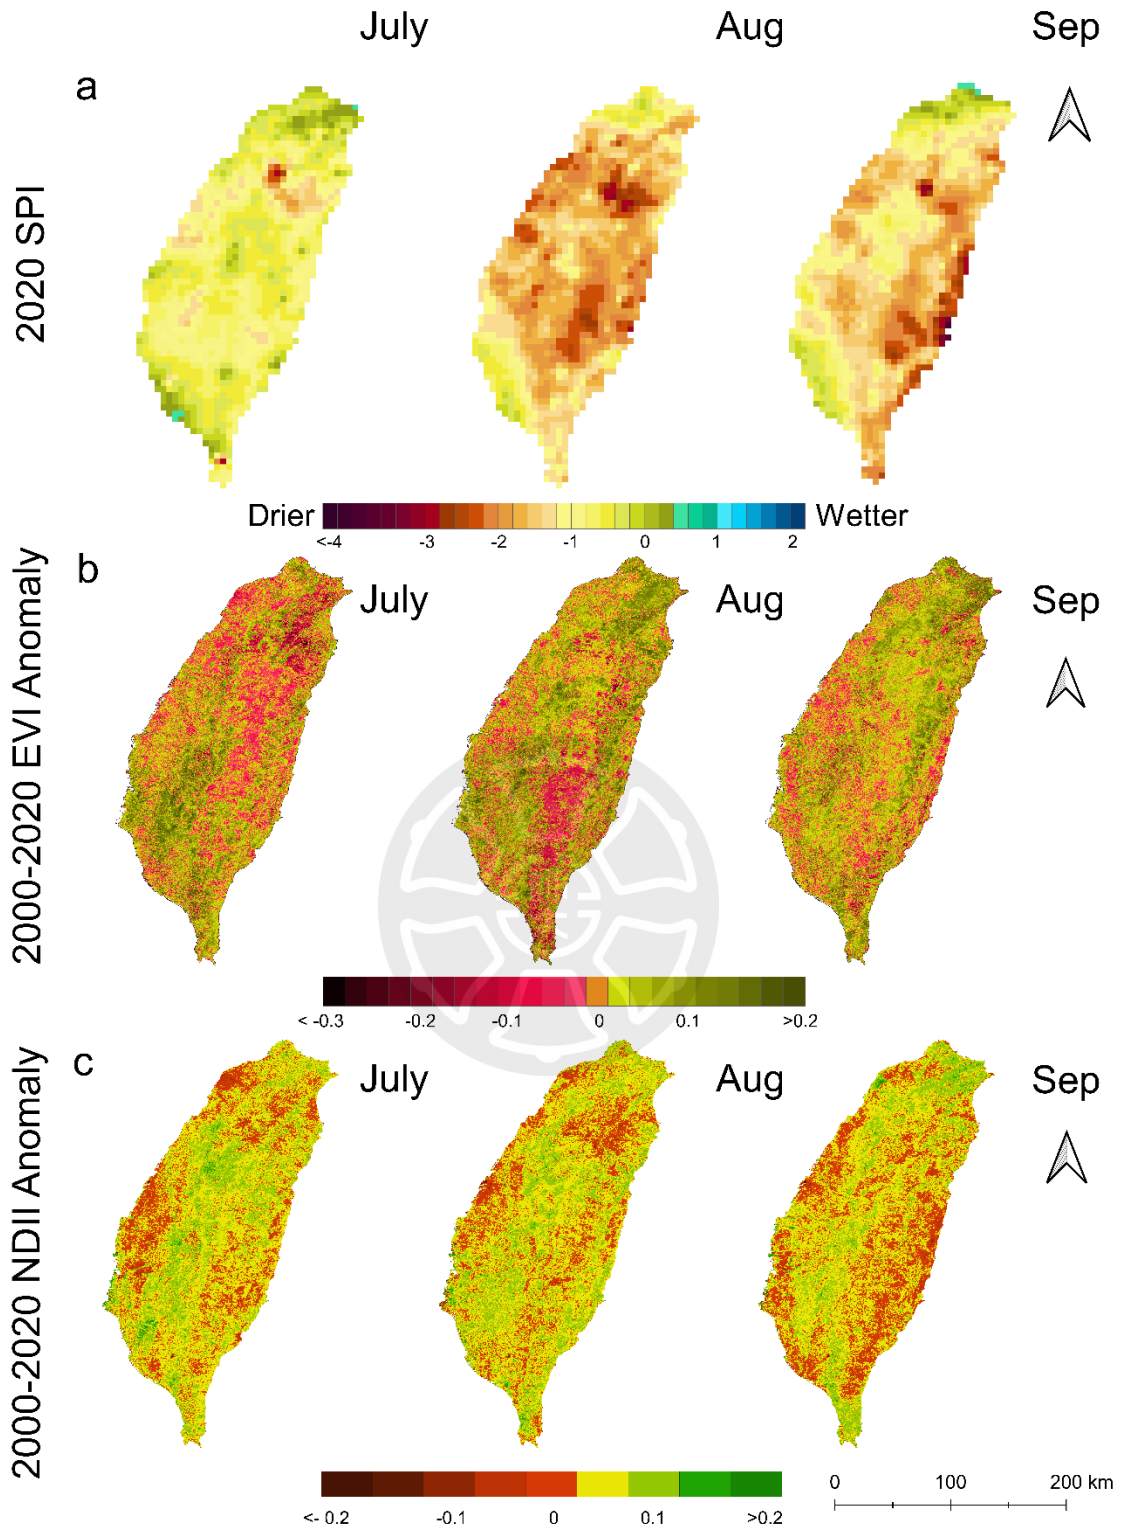 July Aug Sep
a
2020 SPI
Drier Wetter
<-4 -3 -2 -1 0 1 2
b
July Aug Sep
2000-2020 EVI Anomaly
< -0.3 -0.2 -0.1 0 0.1 >0.2
c
July Aug Sep
2000-2020 NDII Anomaly
<- 0.2 -0.1 0 0.1 >0.2
0 100 200 km